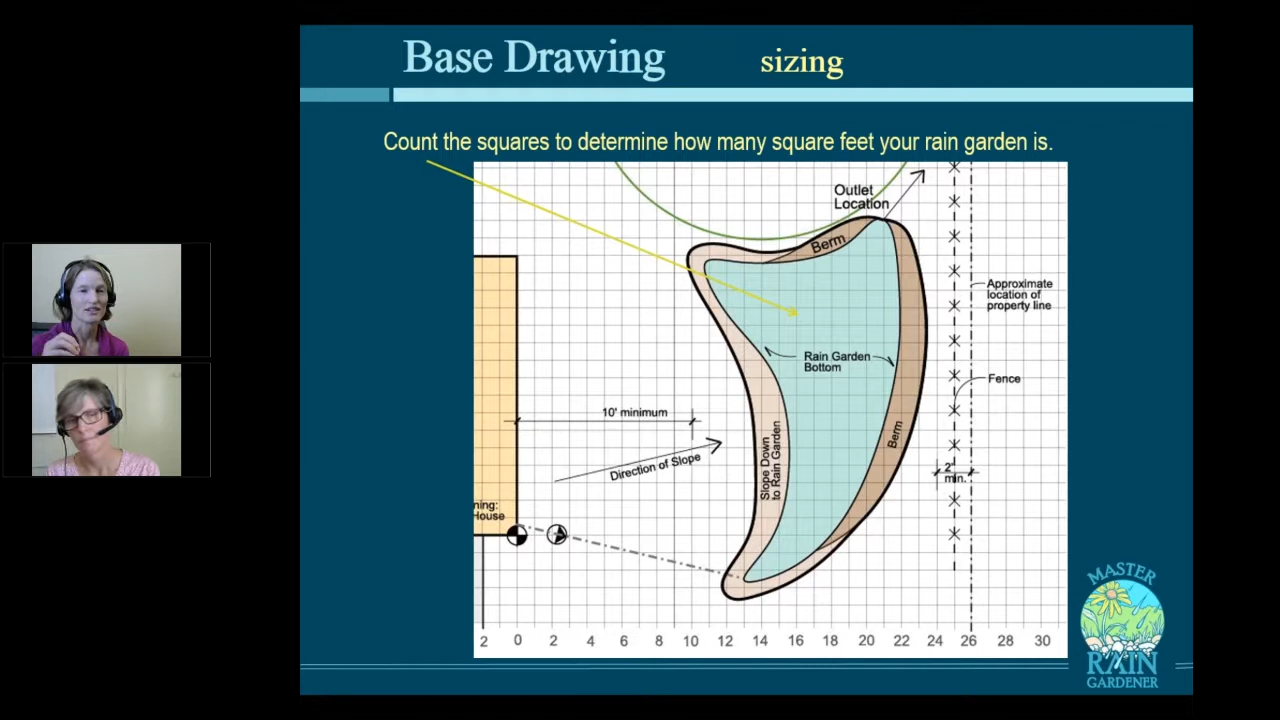 Base Drawing sizing
Count the squares to determine how many square feet your rain garden is.
Outlet
Location
Berm
Approximate
location of
property line
Rain Garden
Bottom
Fence
10' minimum
Direction of Slope
Slope Down
to Rain Garden
Berm
2'
min.
ning:
House
2 0 2 4 6 8 10 12 14 16 18 20 22 24 26 28 30
MASTER
RAIN
GARDENER